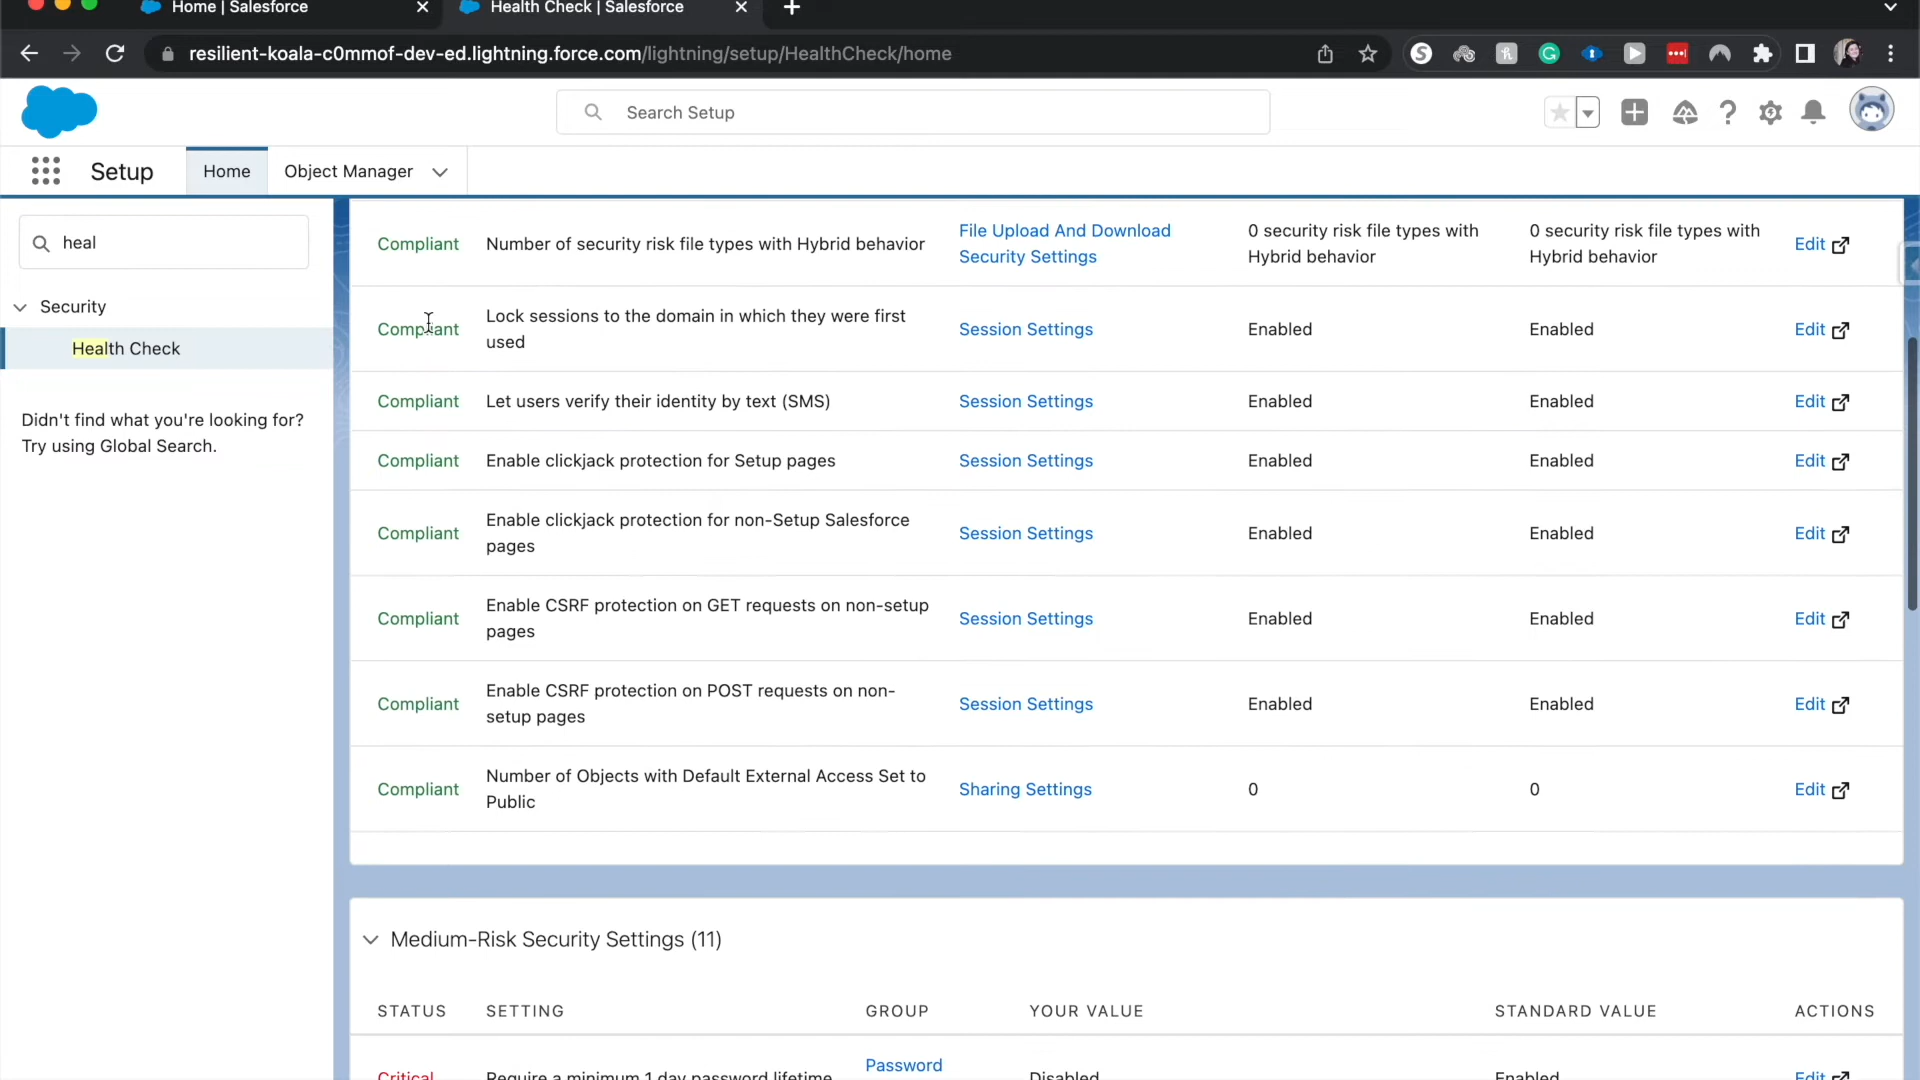 Home | Salesforce
Health Check | Salesforce
resilient-koala-c0mmof-dev-ed.lightning.force.com/lightning/setup/HealthCheck/home
Search Setup
Setup
Home
Object Manager
heal
Security
Health Check
Didn't find what you're looking for?
Try using Global Search.
Compliant
Number of security risk file types with Hybrid behavior
File Upload And Download
Security Settings
0 security risk file types with
Hybrid behavior
0 security risk file types with
Hybrid behavior
Edit
Compliant
Lock sessions to the domain in which they were first
used
Session Settings
Enabled
Enabled
Edit
Compliant
Let users verify their identity by text (SMS)
Session Settings
Enabled
Enabled
Edit
Compliant
Enable clickjack protection for Setup pages
Session Settings
Enabled
Enabled
Edit
Compliant
Enable clickjack protection for non-Setup Salesforce
pages
Session Settings
Enabled
Enabled
Edit
Compliant
Enable CSRF protection on GET requests on non-setup
pages
Session Settings
Enabled
Enabled
Edit
Compliant
Enable CSRF protection on POST requests on non-
setup pages
Session Settings
Enabled
Enabled
Edit
Compliant
Number of Objects with Default External Access Set to
Public
Sharing Settings
0
0
Edit
Medium-Risk Security Settings (11)
STATUS
SETTING
GROUP
YOUR VALUE
STANDARD VALUE
ACTIONS
Critical
Require a minimum 1 day password lifetime
Password
Disabled
Enabled
Edit